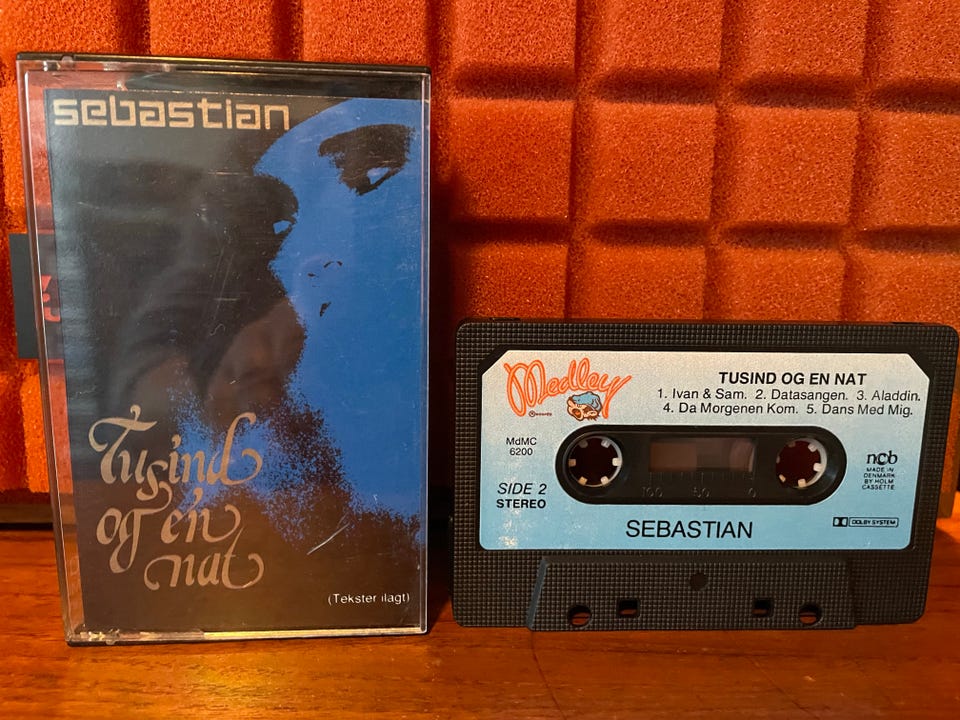 sebastian
Tusind
og én
nat
(Tekster ilagt)
Medley
Records
TUSIND OG EN NAT
1. Ivan & Sam. 2. Datasangen. 3. Aladdin.
4. Da Morgenen Kom. 5. Dans Med Mig.
MdMC
6200
SIDE 2
STEREO
100 50 0
ncb
MADE IN
DENMARK
BY HOLM
CASSETTE
DOLBY SYSTEM
SEBASTIAN